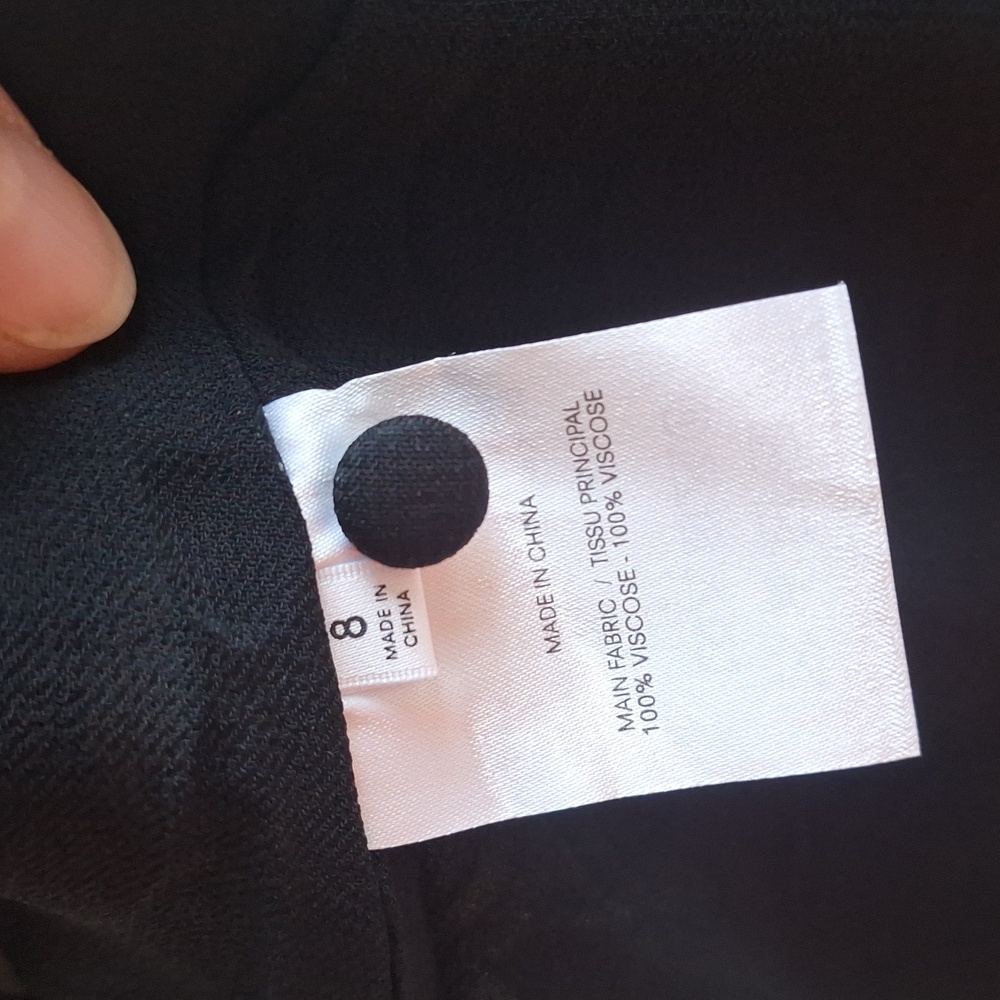 8
MADE IN
CHINA
MADE IN CHINA
MAIN FABRIC / TISSU PRINCIPAL
100% VISCOSE - 100% VISCOSE